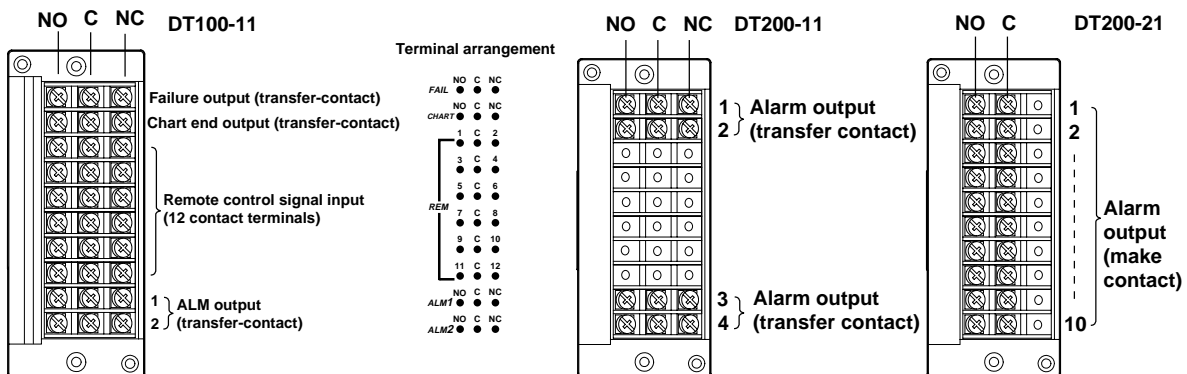 NO C NC DT100-11
Failure output (transfer-contact)
Chart end output (transfer-contact)
Remote control signal input
(12 contact terminals)
1
2
ALM output
(transfer-contact)
Terminal arrangement
NO C NC
FAIL
NO C NC
CHART
1 C 2
3 C 4
5 C 6
REM
7 C 8
9 C 10
11 C 12
NO C NC
ALM1
NO C NC
ALM2
NO C NC DT200-11
1
2
Alarm output
(transfer contact)
3
4
Alarm output
(transfer contact)
NO C DT200-21
1
2
10
Alarm
output
(make
contact)